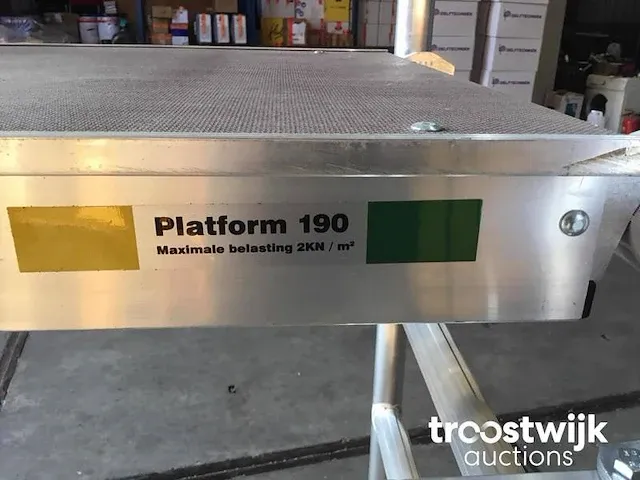 Platform 190
Maximale belasting 2KN / m²
troostwijk
auctions